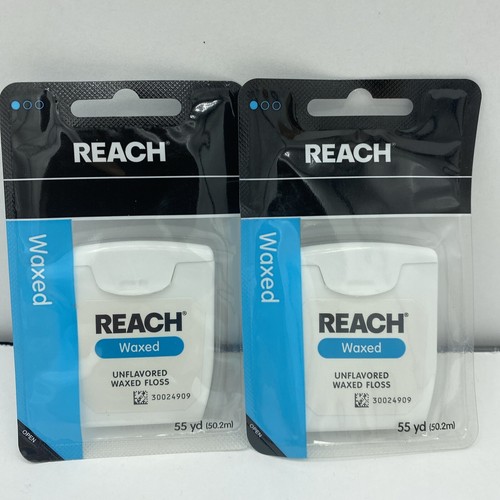 REACH®
Waxed
REACH®
Waxed
UNFLAVORED
WAXED FLOSS
30024909
55 yd (50.2m)
OPEN
REACH®
Waxed
REACH®
Waxed
UNFLAVORED
WAXED FLOSS
30024909
55 yd (50.2m)
OPEN